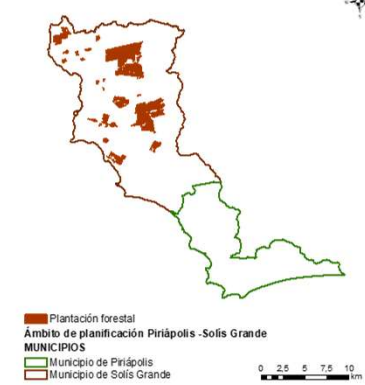 Plantación forestal
Ámbito de planificación Piriápolis -Solís Grande
MUNICIPIOS
Municipio de Piriápolis
Municipio de Solís Grande
0 2,5 5 7,5 10
km